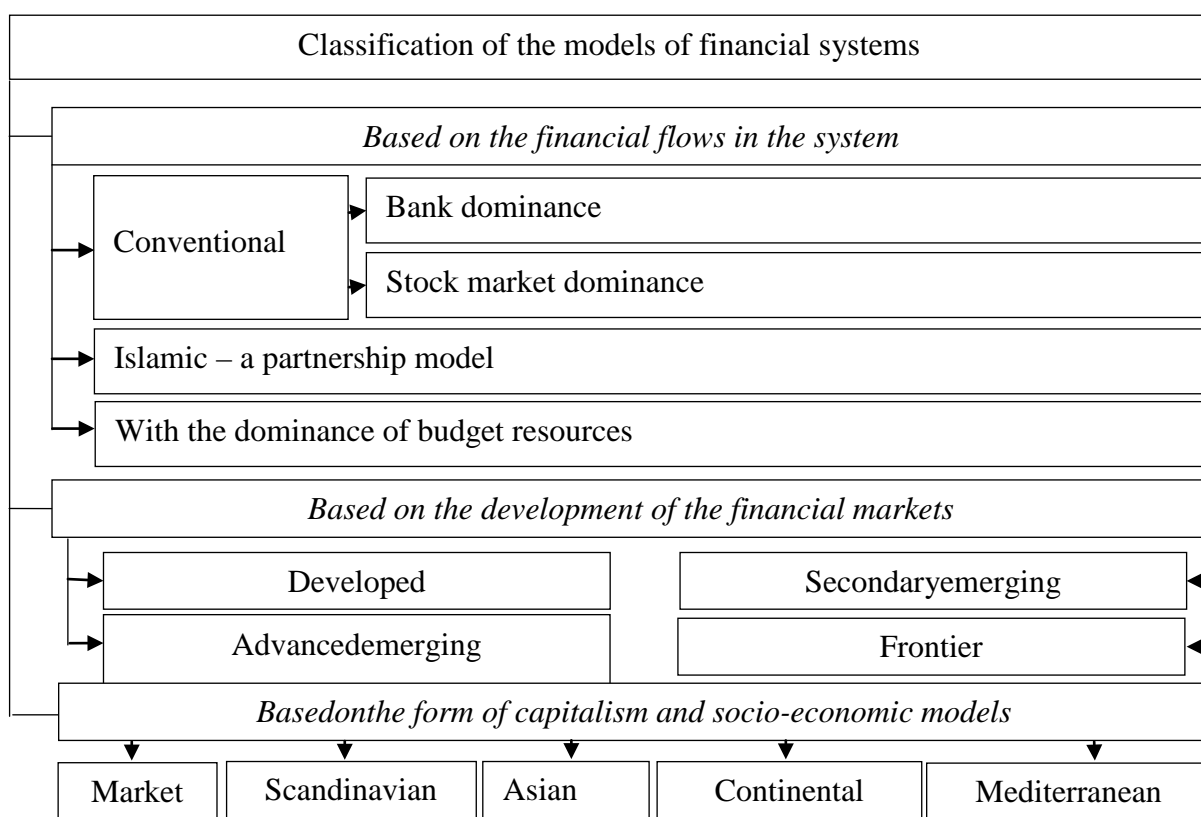 Classification of the models of financial systems
Based on the financial flows in the system
Conventional
Bank dominance
Stock market dominance
Islamic – a partnership model
With the dominance of budget resources
Based on the development of the financial markets
Developed
Secondaryemerging
Advancedemerging
Frontier
Basedonthe form of capitalism and socio-economic models
Market
Scandinavian
Asian
Continental
Mediterranean